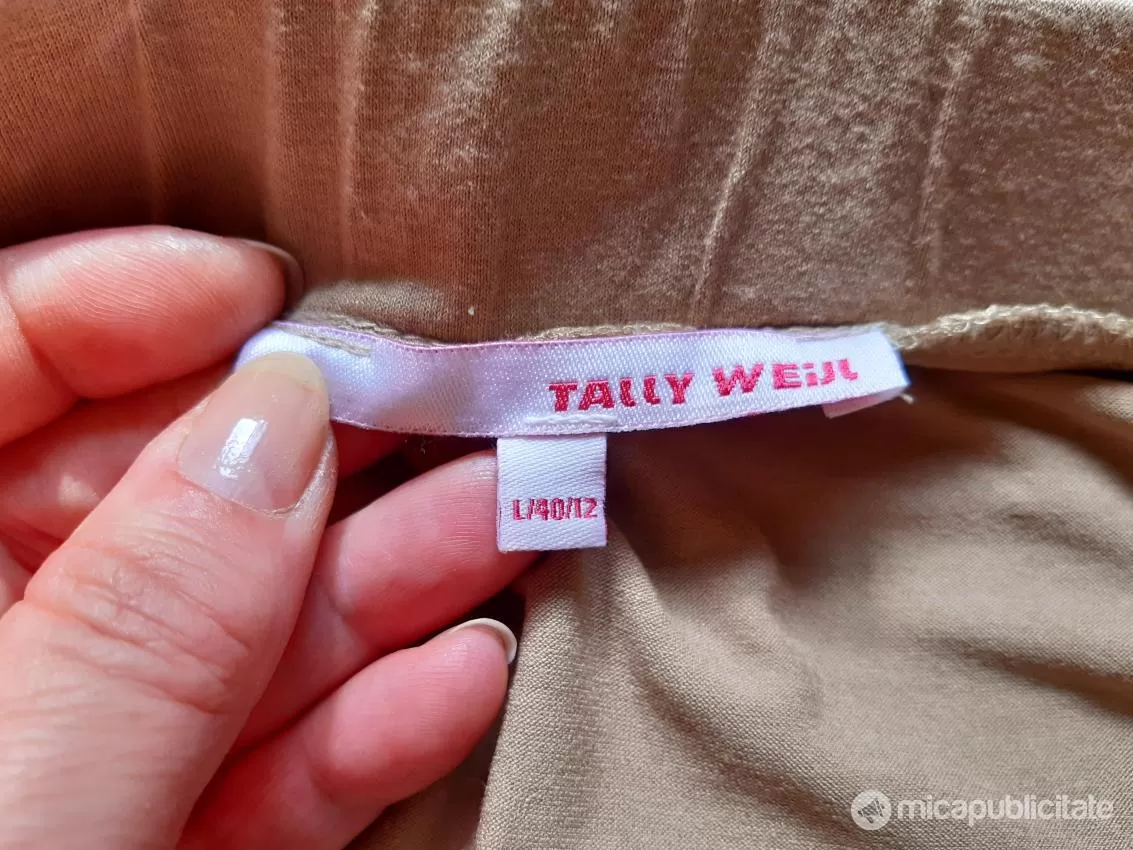 TALLY WEiJL
L/40/12
micapublicitate